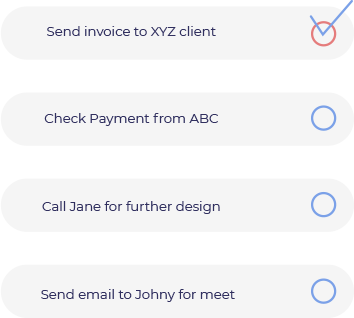 Send invoice to XYZ client
Check Payment from ABC
Call Jane for further design
Send email to Johny for meet